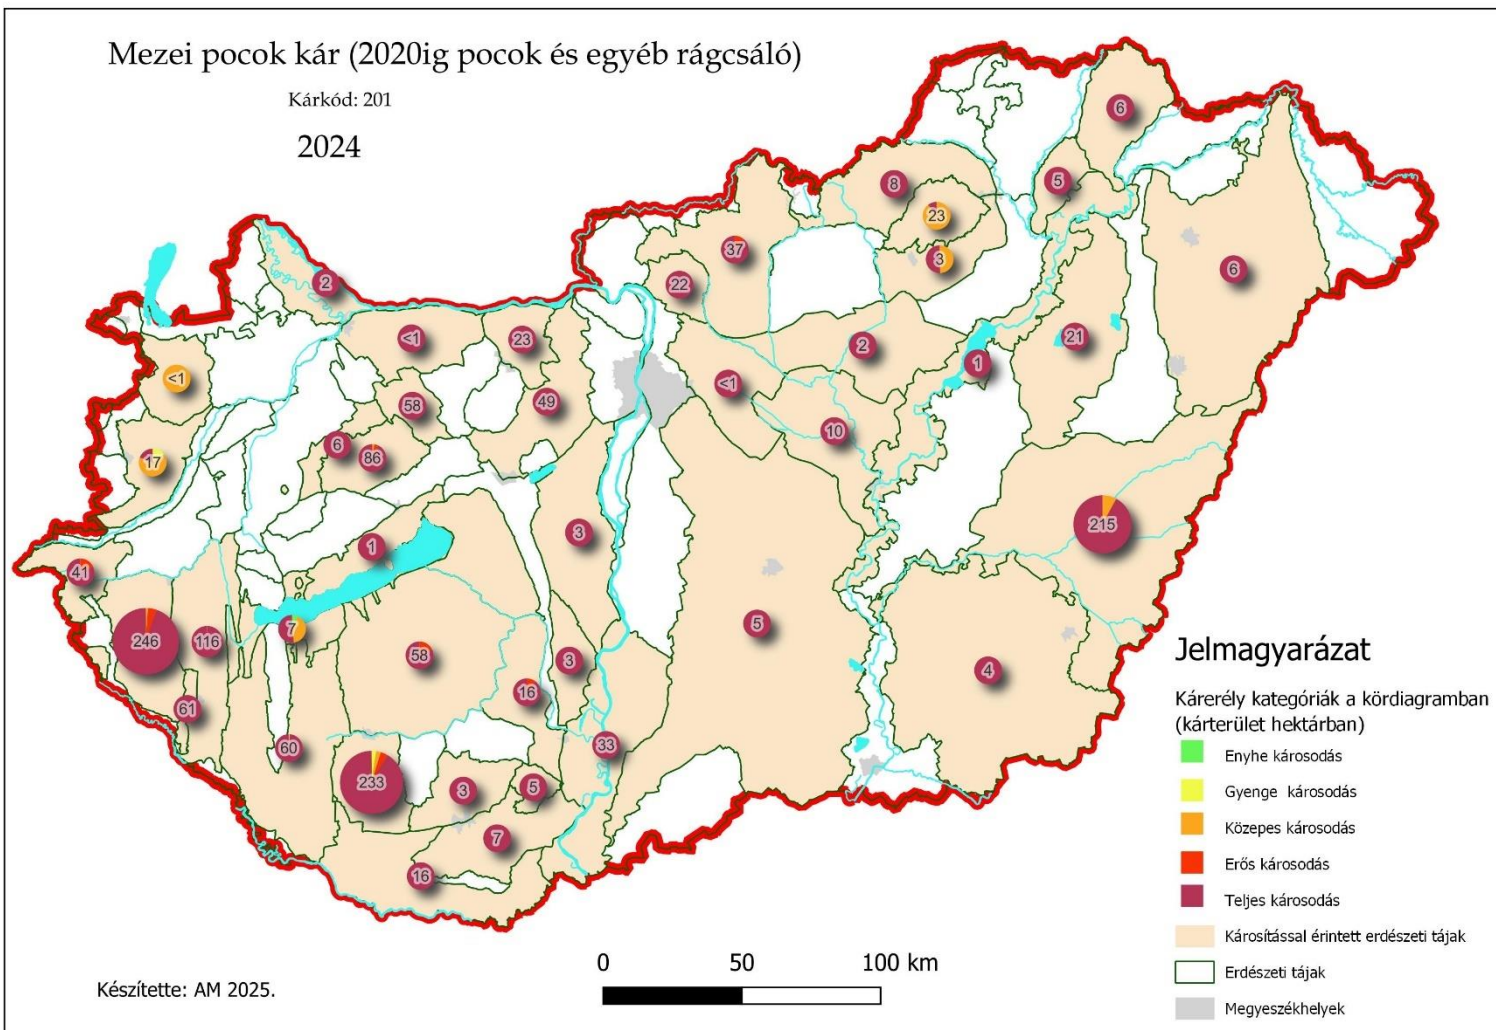 Mezei pocok kár (2020ig pocok és egyéb rágcsáló)
Kárkód: 201
2024
6
8
5
23
37
3
6
22
2
<1
23
2
21
1
<1
<1
58
49
10
6
86
17
215
3
1
41
5
7
246
116
58
3
4
16
61
33
60
233
3
5
7
16
Jelmagyarázat
Kárerély kategóriák a kördiagramban
(kárterület hektárban)
Enyhe károsodás
Gyenge károsodás
Közepes károsodás
Erős károsodás
Teljes károsodás
Károsítással érintett erdészeti tájak
Erdészeti tájak
Megyeszékhelyek
0 50 100 km
Készítette: AM 2025.